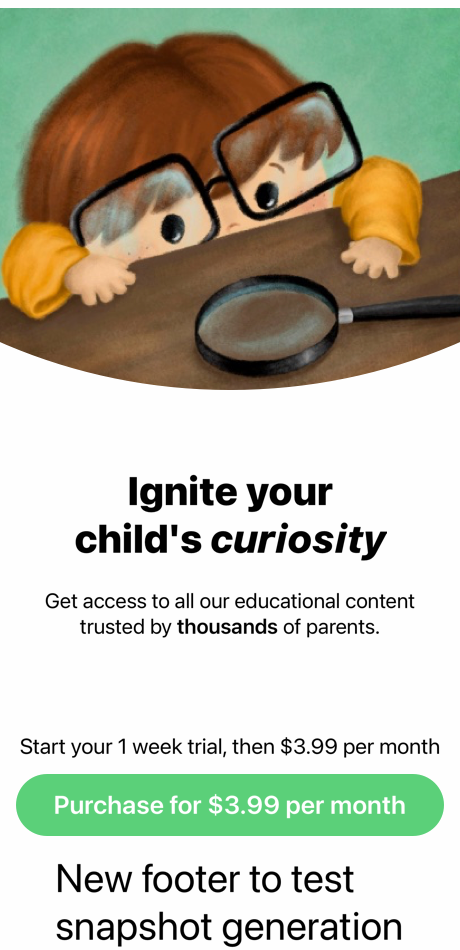 Ignite your
child's curiosity
Get access to all our educational content
trusted by thousands of parents.
Start your 1 week trial, then $3.99 per month
Purchase for $3.99 per month
New footer to test
snapshot generation